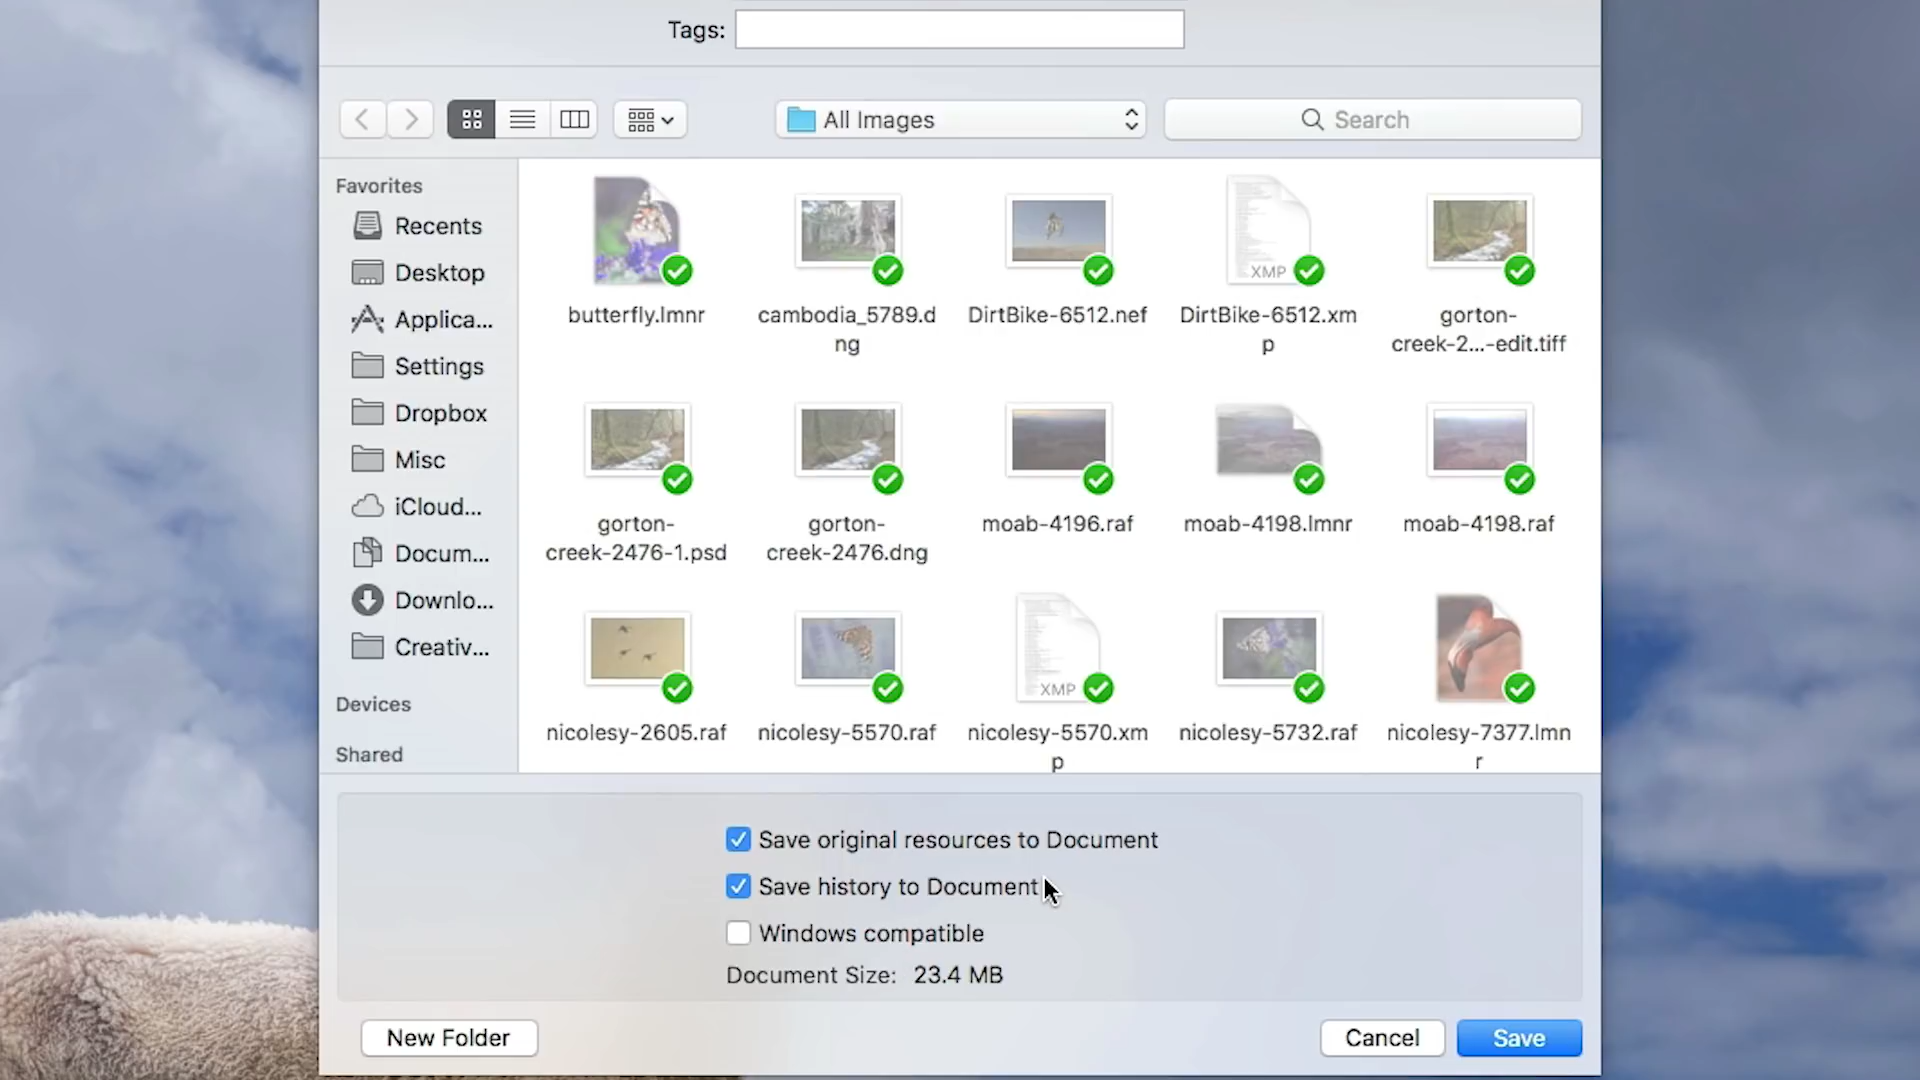 Tags:
All Images
Search
Favorites
Recents
Desktop
Applica...
Settings
Dropbox
Misc
iCloud...
Docum...
Downlo...
Creativ...
Devices
Shared
butterfly.lmnr
cambodia_5789.d
ng
DirtBike-6512.nef
XMP
DirtBike-6512.xm
p
gorton-
creek-2...-edit.tiff
gorton-
creek-2476-1.psd
gorton-
creek-2476.dng
moab-4196.raf
moab-4198.lmnr
moab-4198.raf
nicolesy-2605.raf
nicolesy-5570.raf
XMP
nicolesy-5570.xm
p
nicolesy-5732.raf
nicolesy-7377.lmn
r
Save original resources to Document
Save history to Document
Windows compatible
Document Size: 23.4 MB
New Folder
Cancel
Save